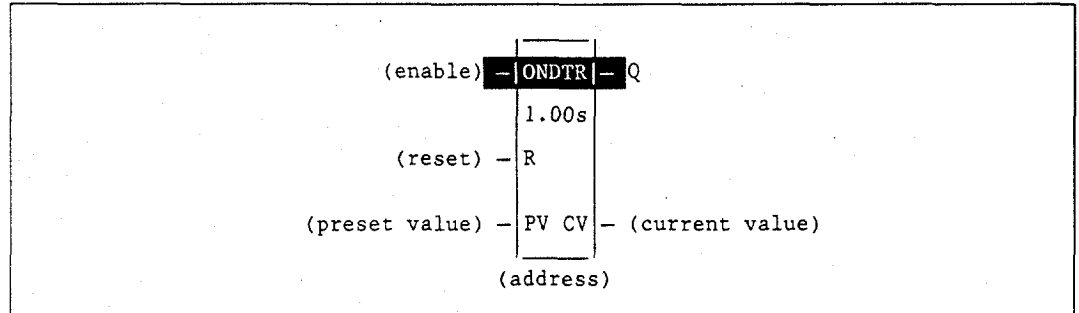 (enable) –|ONDTR|– Q
1.00s
(reset) –|R
(preset value) –|PV CV|– (current value)
(address)